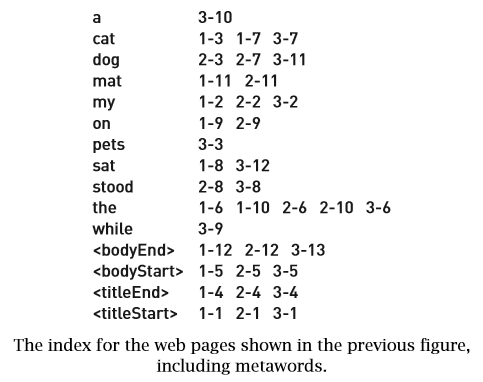 a 3-10
cat 1-3 1-7 3-7
dog 2-3 2-7 3-11
mat 1-11 2-11
my 1-2 2-2 3-2
on 1-9 2-9
pets 3-3
sat 1-8 3-12
stood 2-8 3-8
the 1-6 1-10 2-6 2-10 3-6
while 3-9
<bodyEnd> 1-12 2-12 3-13
<bodyStart> 1-5 2-5 3-5
<titleEnd> 1-4 2-4 3-4
<titleStart> 1-1 2-1 3-1
The index for the web pages shown in the previous figure,
including metawords.